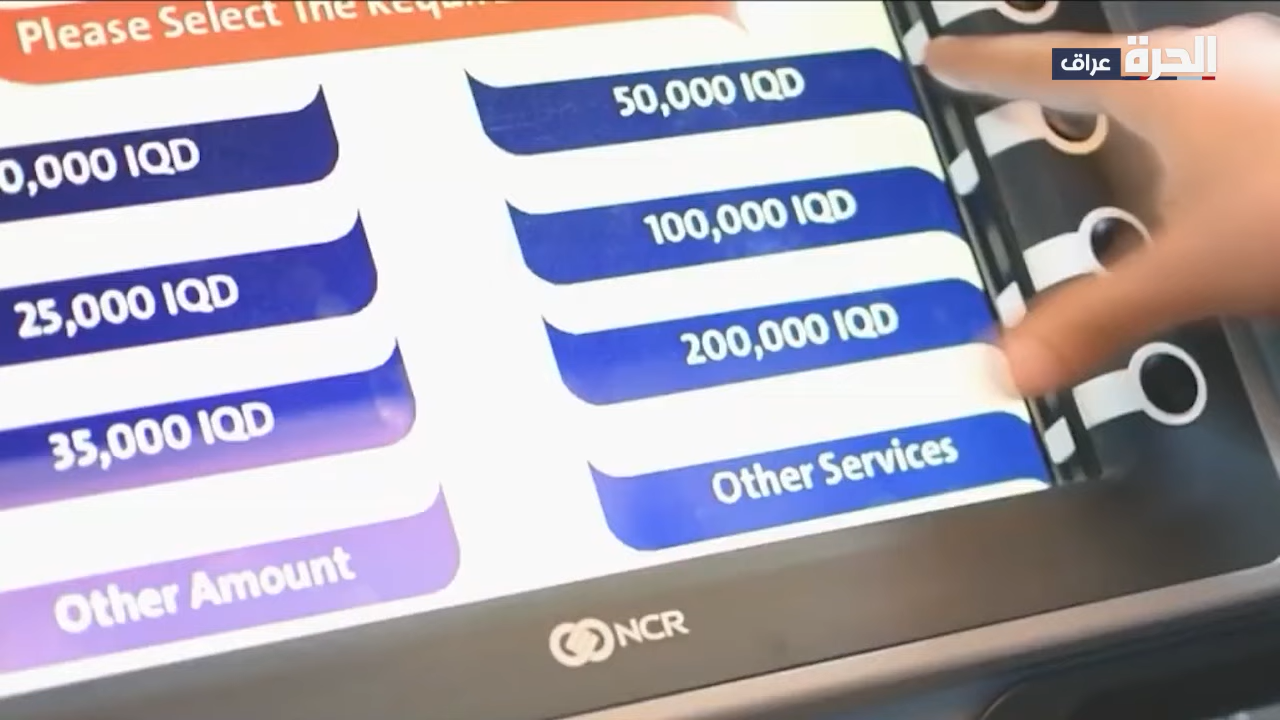 Please Select The
0,000 IQD
25,000 IQD
35,000 IQD
Other Amount
50,000 IQD
100,000 IQD
200,000 IQD
Other Services
NCR
الحرة
عراق